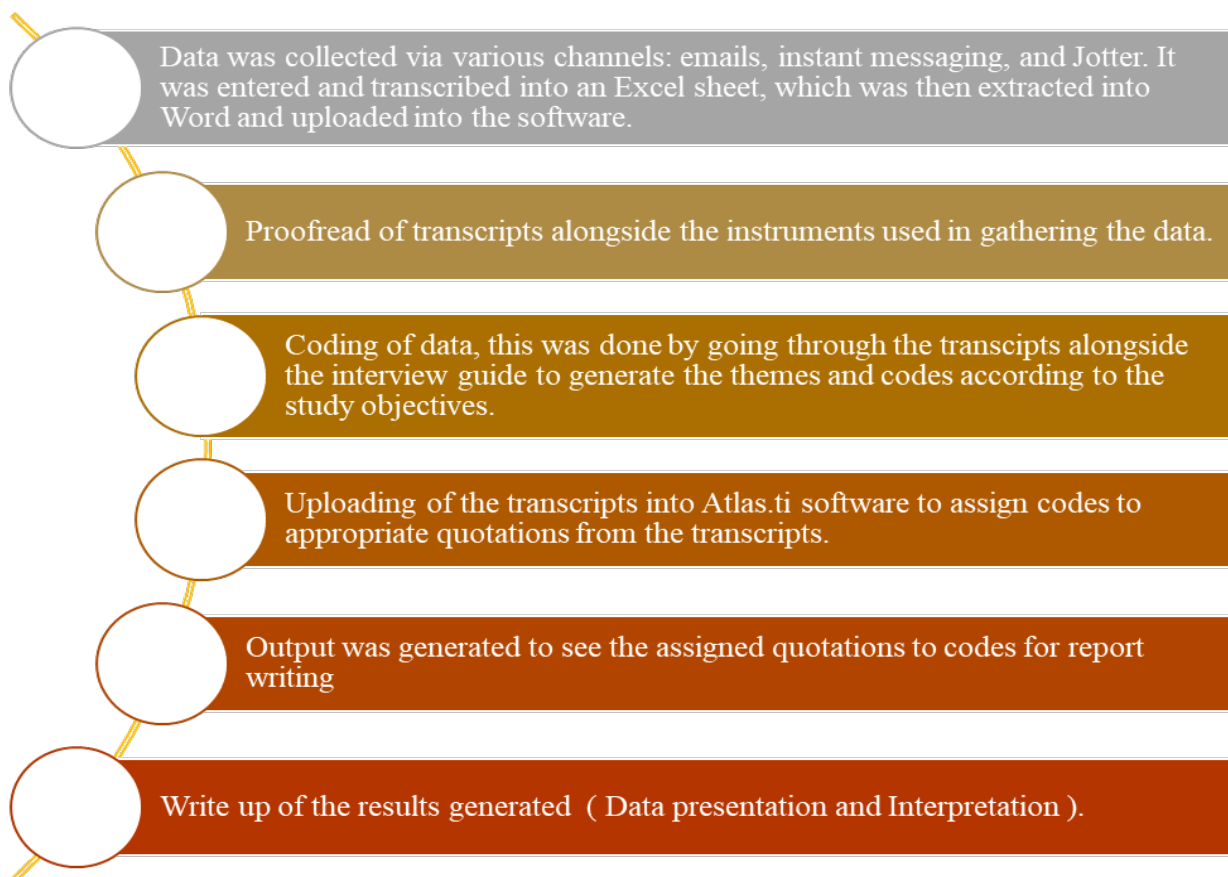 Data was collected via various channels: emails, instant messaging, and Jotter. It
was entered and transcribed into an Excel sheet, which was then extracted into
Word and uploaded into the software.
Proofread of transcripts alongside the instruments used in gathering the data.
Coding of data, this was done by going through the transcipts alongside
the interview guide to generate the themes and codes according to the
study objectives.
Uploading of the transcripts into Atlas.ti software to assign codes to
appropriate quotations from the transcripts.
Output was generated to see the assigned quotations to codes for report
writing
Write up of the results generated ( Data presentation and Interpretation ).